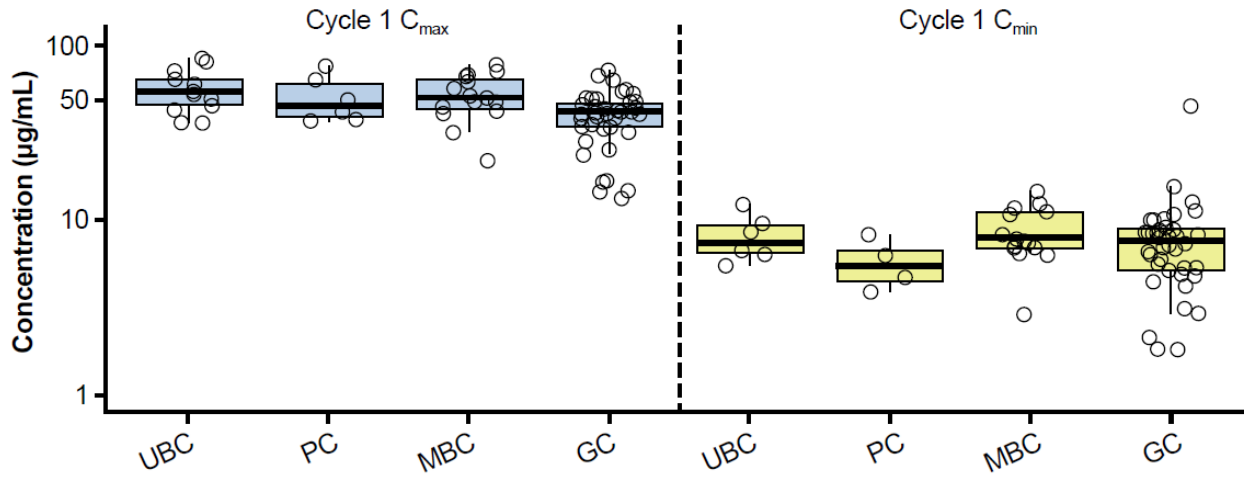 Cycle 1 Cmax
Cycle 1 Cmin
Concentration (µg/mL)
100
50
10
1
UBC
PC
MBC
GC
UBC
PC
MBC
GC